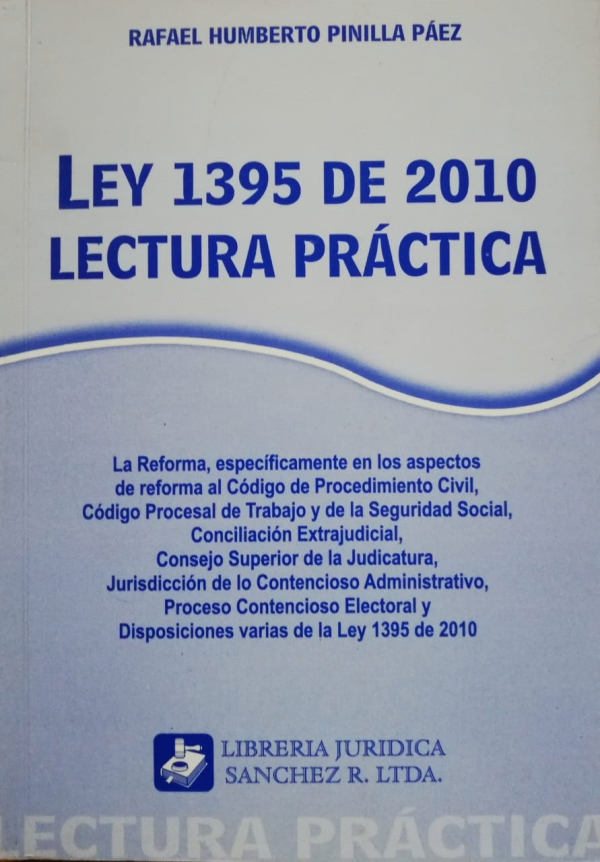 RAFAEL HUMBERTO PINILLA PÁEZ
LEY 1395 DE 2010
LECTURA PRÁCTICA
La Reforma, específicamente en los aspectos
de reforma al Código de Procedimiento Civil,
Código Procesal de Trabajo y de la Seguridad Social,
Conciliación Extrajudicial,
Consejo Superior de la Judicatura,
Jurisdicción de lo Contencioso Administrativo,
Proceso Contencioso Electoral y
Disposiciones varias de la Ley 1395 de 2010
LIBRERIA JURIDICA
SANCHEZ R. LTDA.
LECTURA PRÁCTICA